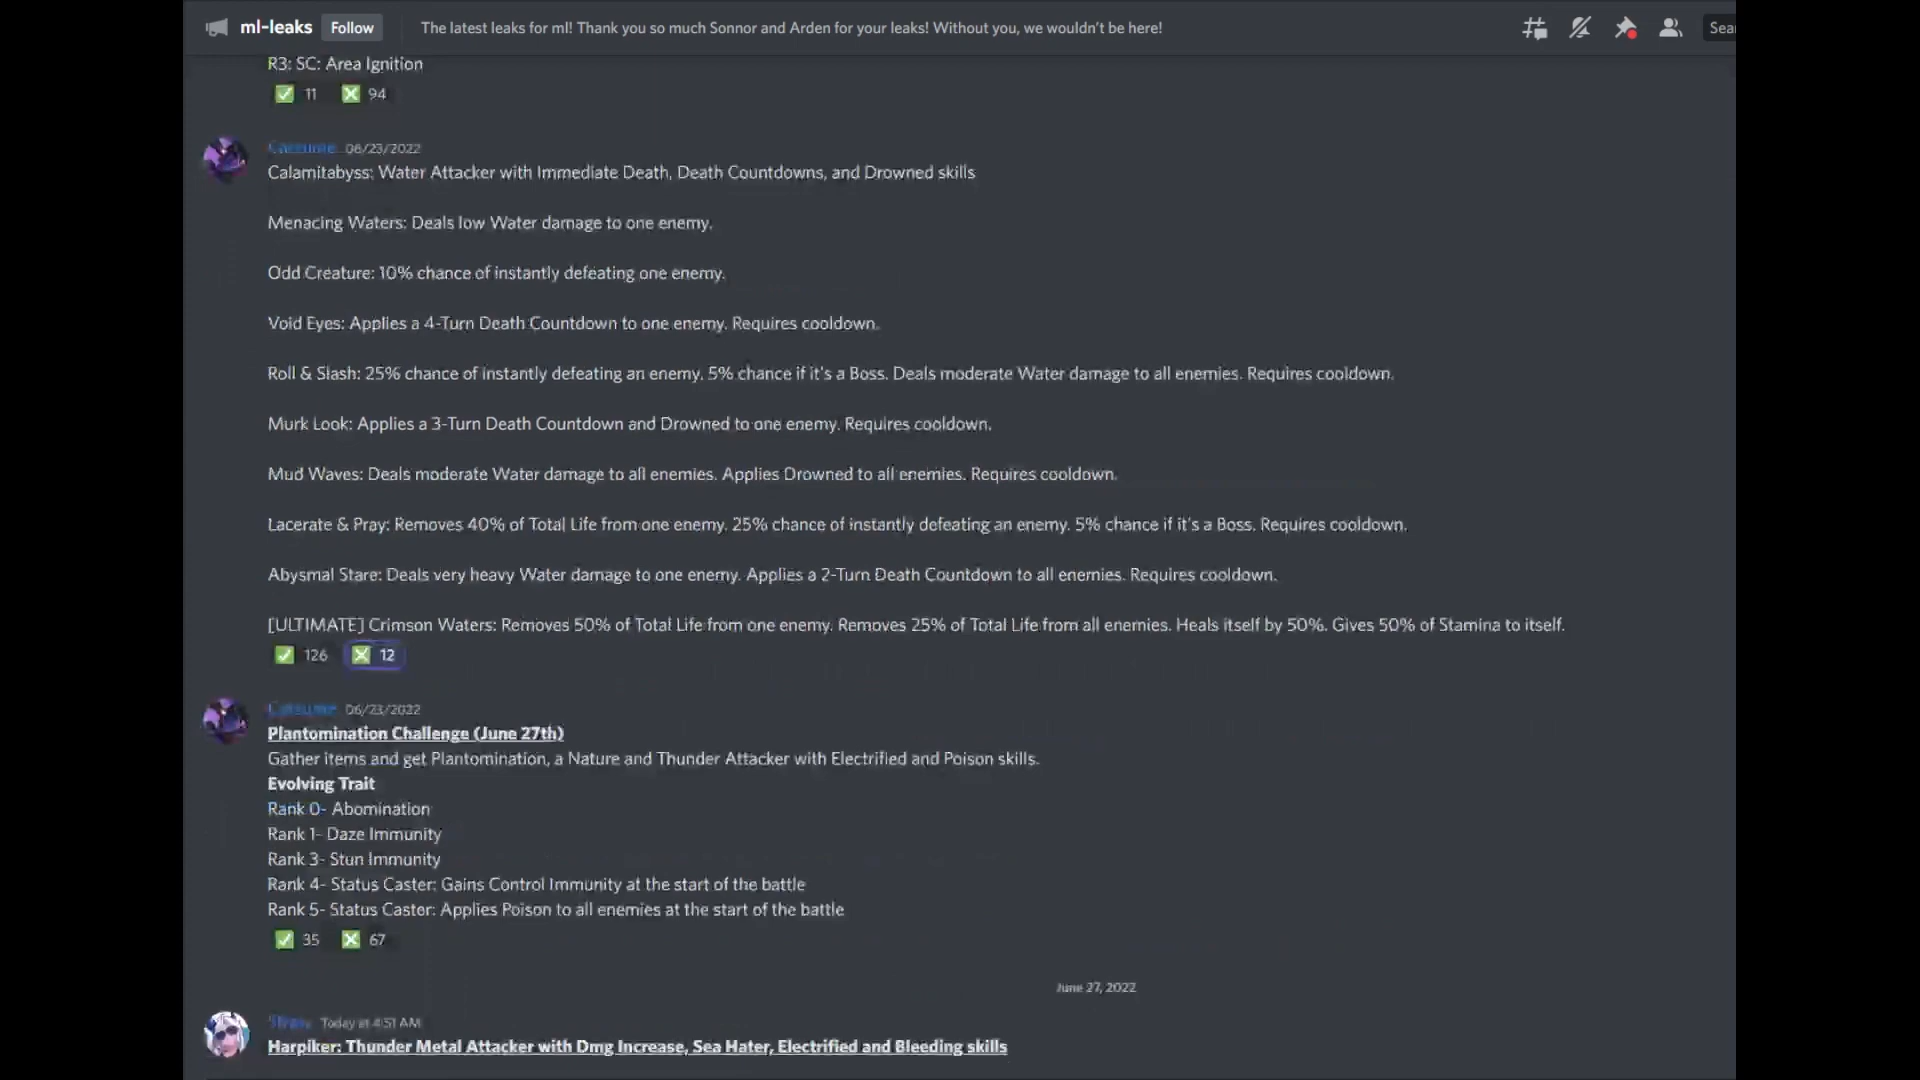 ml-leaks Follow The latest leaks for ml! Thank you so much Sonnor and Arden for your leaks! Without you, we wouldn't be here! Sear
R3: SC: Area Ignition
11 94
06/23/2022
Calamitabyss: Water Attacker with Immediate Death, Death Countdowns, and Drowned skills
Menacing Waters: Deals low Water damage to one enemy.
Odd Creature: 10% chance of instantly defeating one enemy.
Void Eyes: Applies a 4-Turn Death Countdown to one enemy. Requires cooldown.
Roll & Slash: 25% chance of instantly defeating an enemy. 5% chance if it's a Boss. Deals moderate Water damage to all enemies. Requires cooldown.
Murk Look: Applies a 3-Turn Death Countdown and Drowned to one enemy. Requires cooldown.
Mud Waves: Deals moderate Water damage to all enemies. Applies Drowned to all enemies. Requires cooldown.
Lacerate & Pray: Removes 40% of Total Life from one enemy. 25% chance of instantly defeating an enemy. 5% chance if it's a Boss. Requires cooldown.
Abysmal Stare: Deals very heavy Water damage to one enemy. Applies a 2-Turn Death Countdown to all enemies. Requires cooldown.
[ULTIMATE] Crimson Waters: Removes 50% of Total Life from one enemy. Removes 25% of Total Life from all enemies. Heals itself by 50%. Gives 50% of Stamina to itself.
126 12
06/23/2022
Plantomination Challenge (June 27th)
Gather items and get Plantomination, a Nature and Thunder Attacker with Electrified and Poison skills.
Evolving Trait
Rank 0- Abomination
Rank 1- Daze Immunity
Rank 3- Stun Immunity
Rank 4- Status Caster: Gains Control Immunity at the start of the battle
Rank 5- Status Caster: Applies Poison to all enemies at the start of the battle
35 67
June 27, 2022
Today at 4:51 AM
Harpiker: Thunder Metal Attacker with Dmg Increase, Sea Hater, Electrified and Bleeding skills